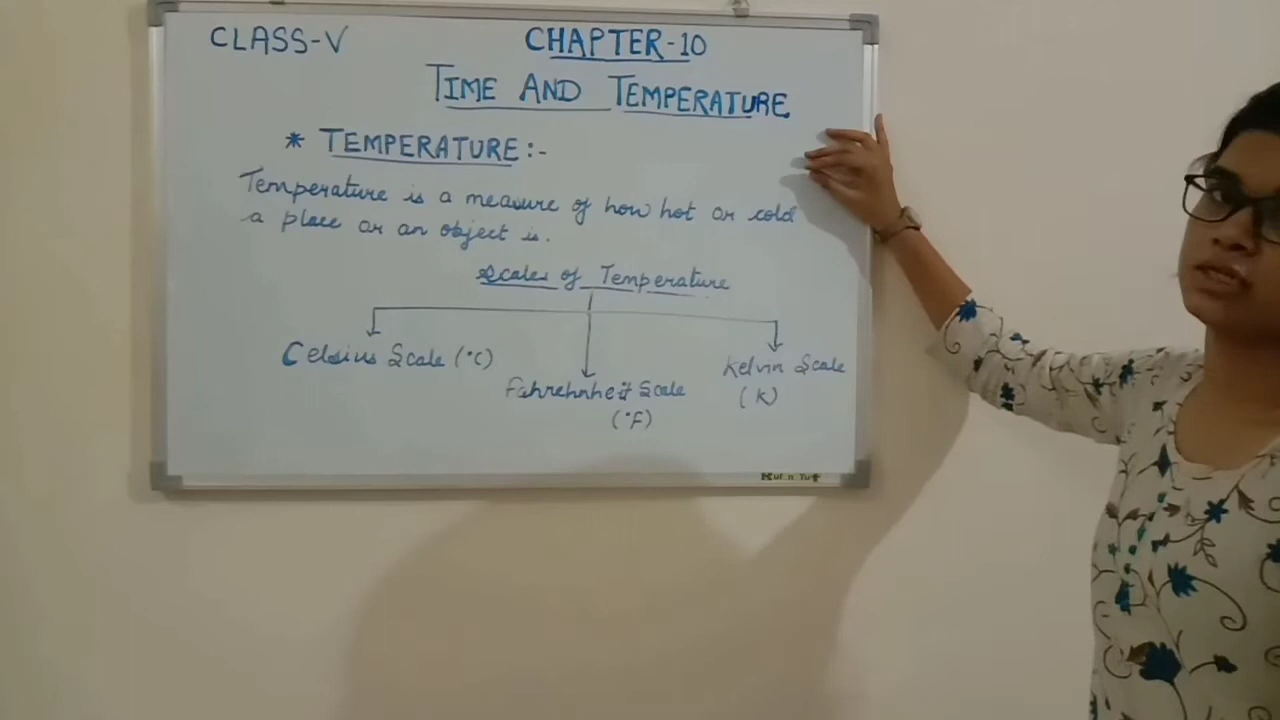 CLASS-V
CHAPTER-10
TIME AND TEMPERATURE
* TEMPERATURE:-
Temperature is a measure of how hot or cold
a place or an object is.
Scales of Temperature
Celsius Scale (°C)
Fahrehnheit Scale
(°F)
Kelvin Scale
(K)